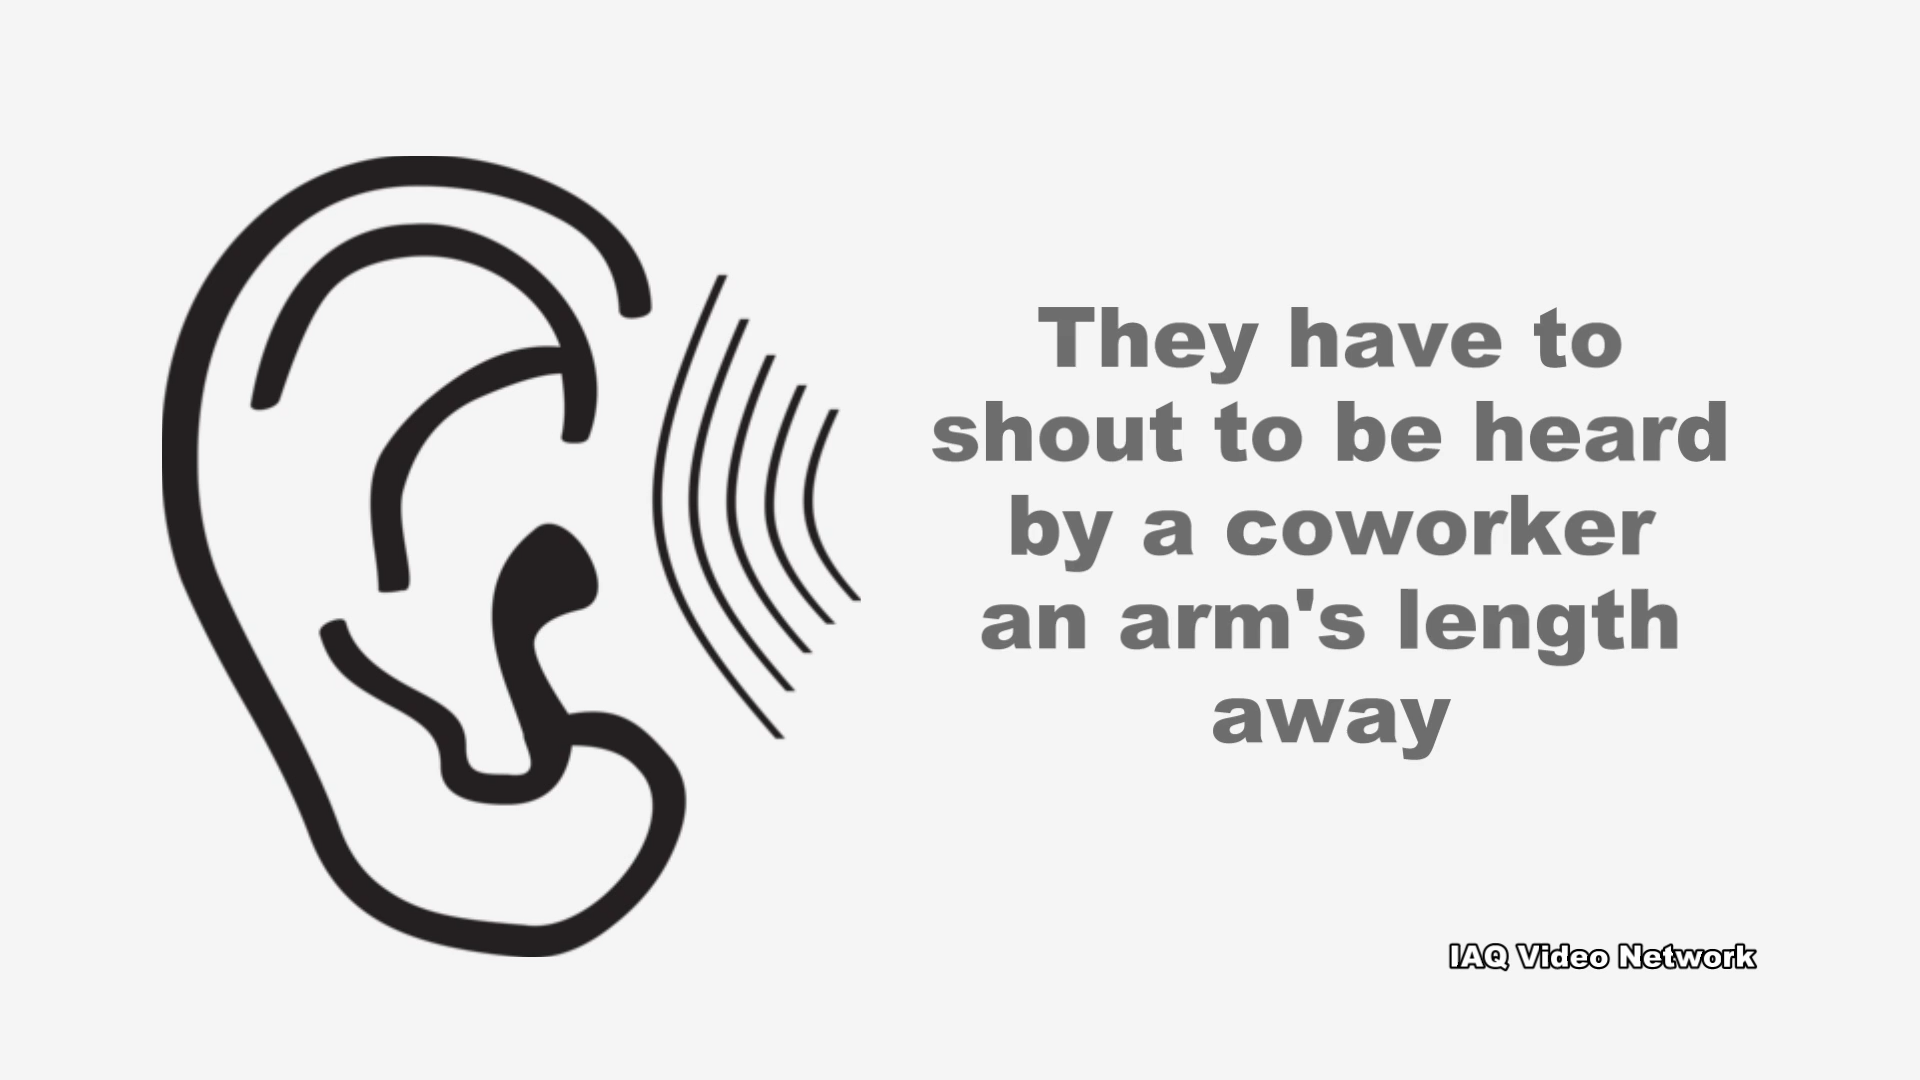 They have to
shout to be heard
by a coworker
an arm's length
away
IAQ Video Network